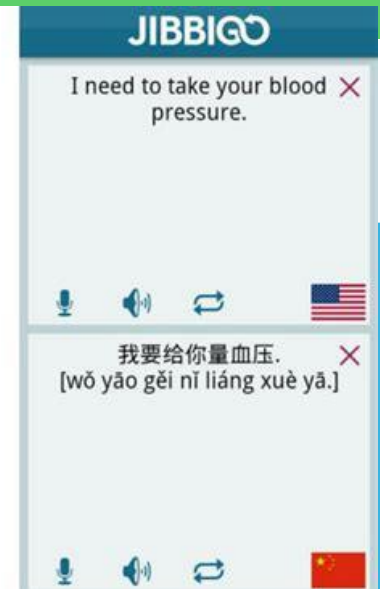 JIBBIGO
I need to take your blood
pressure.
我要给你量血压.
[wǒ yāo gěi nǐ liáng xuè yā.]